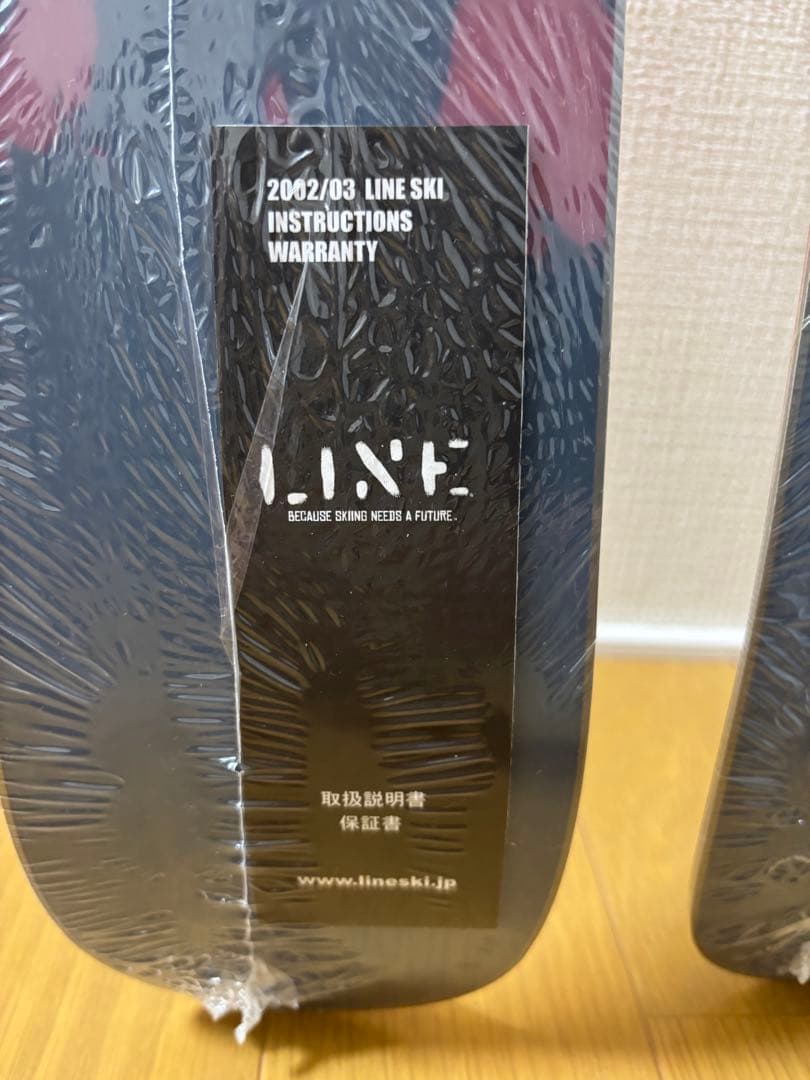 2002/03 LINE SKI
INSTRUCTIONS
WARRANTY
LINE
BECAUSE SKIING NEEDS A FUTURE.
取扱説明書
保証書
www.lineski.jp